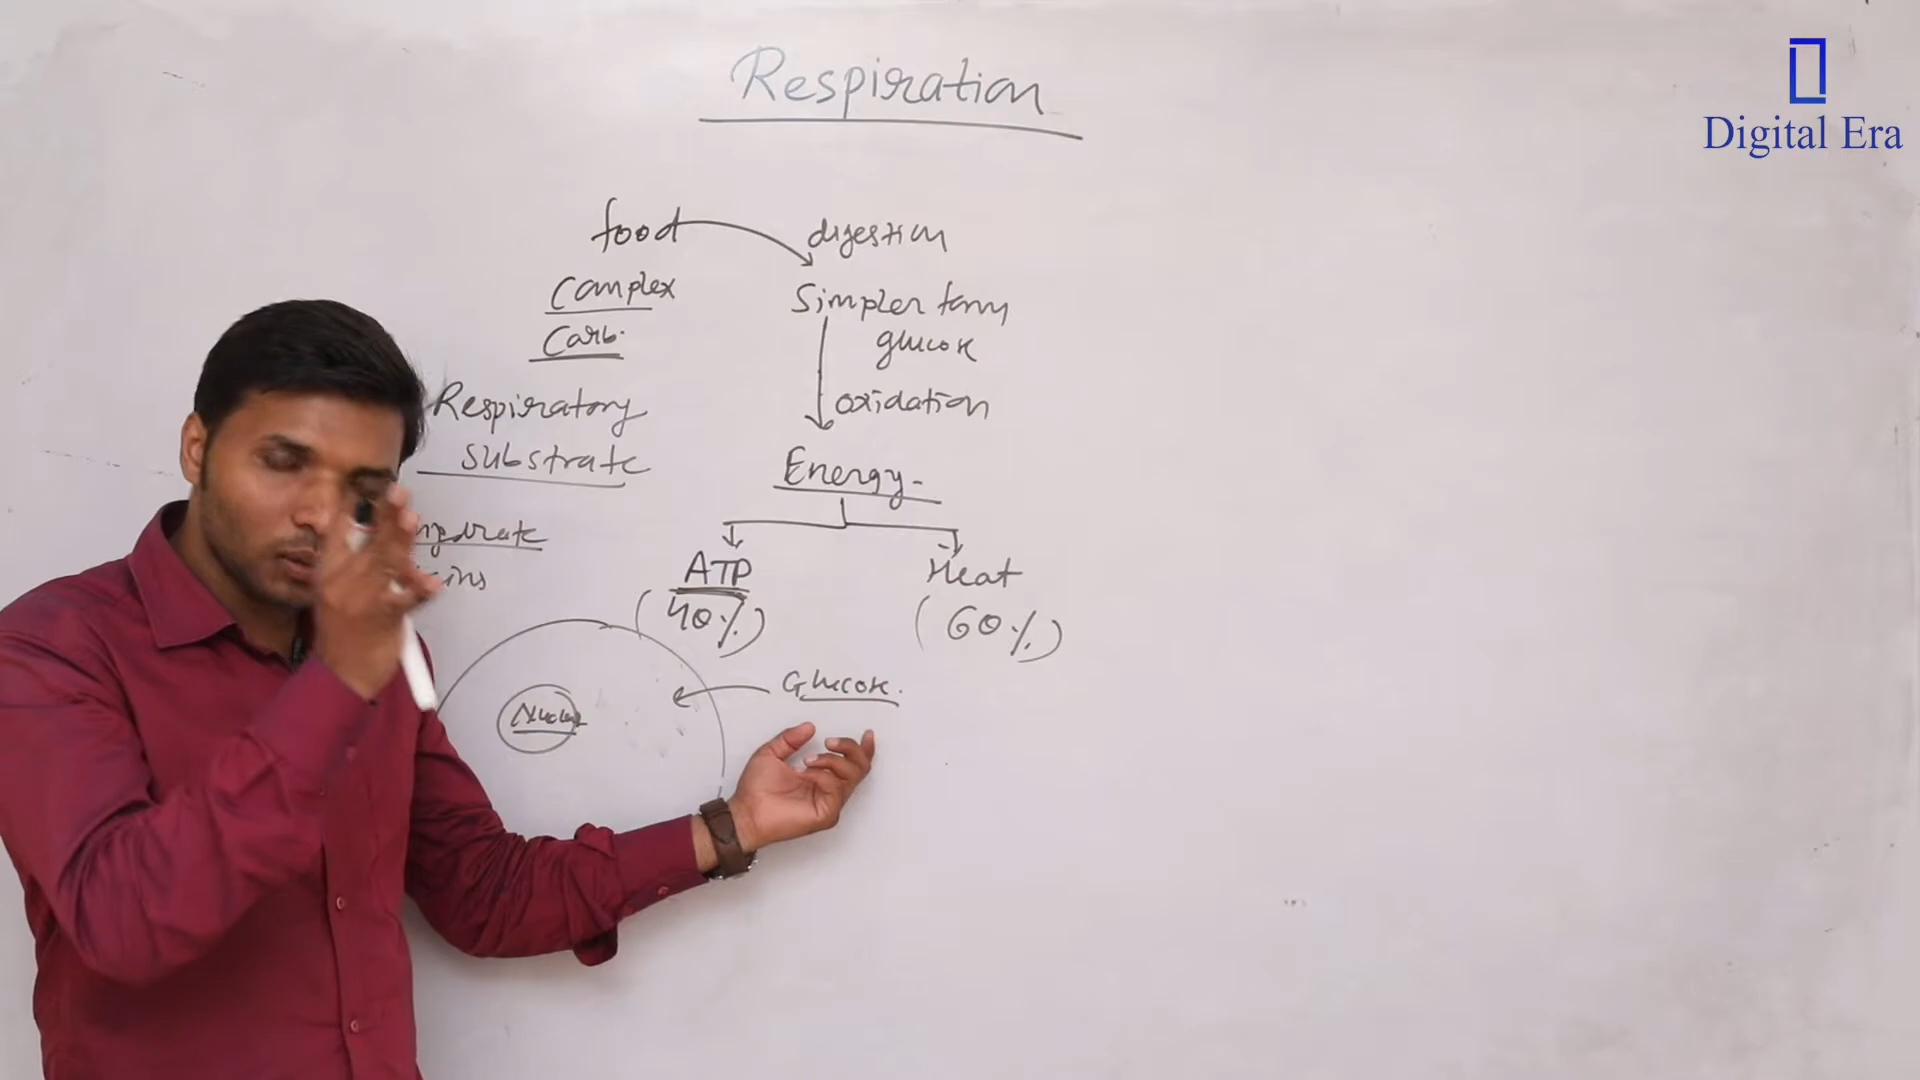 Respiration
Digital Era
food
digestion
Complex
Simpler form
Carb.
glucose
Respiratory
oxidation
substrate
Energy
ATP
Heat
(40%)
(60%)
Glucose.